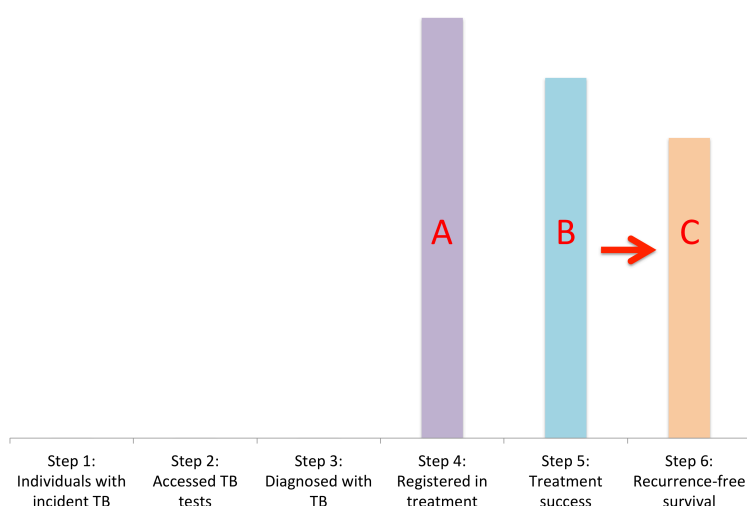 A
B
C
Step 1:
Individuals with
incident TB
Step 2:
Accessed TB
tests
Step 3:
Diagnosed with
TB
Step 4:
Registered in
treatment
Step 5:
Treatment
success
Step 6:
Recurrence-free
survival